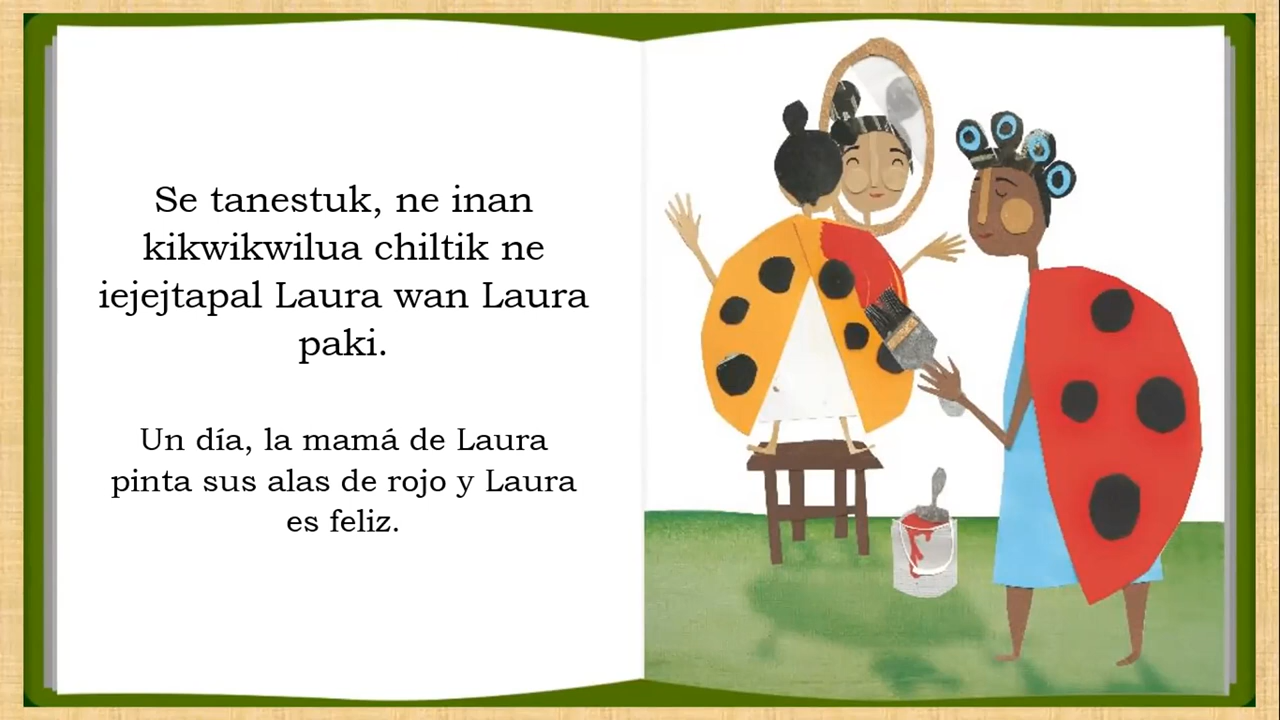 Se tanestuk, ne inan
kikwikwilua chiltik ne
iejejtapal Laura wan Laura
paki.
Un día, la mamá de Laura
pinta sus alas de rojo y Laura
es feliz.